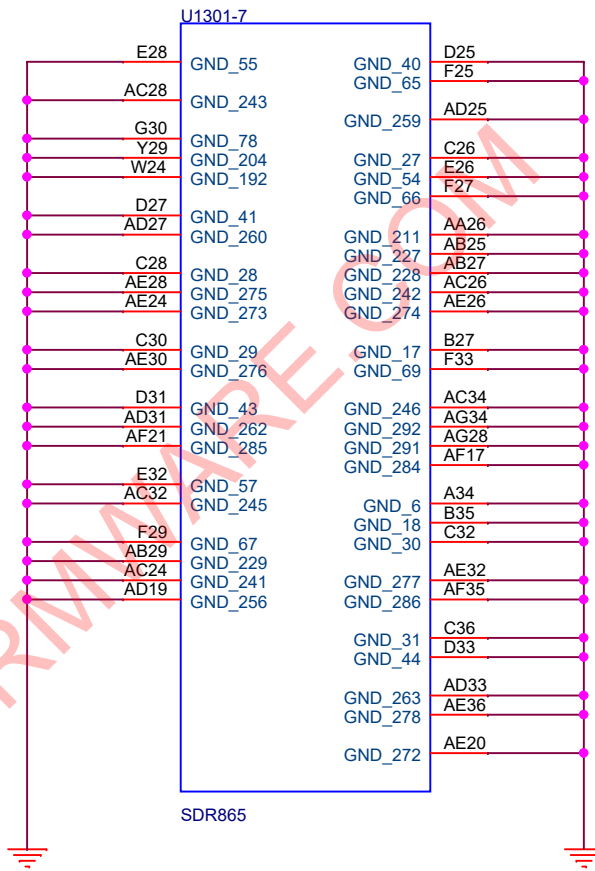 U1301-7
E28 GND_55 GND_40 D25
GND_65 F25
AC28 GND_243
GND_259 AD25
G30 GND_78
Y29 GND_204 GND_27 C26
W24 GND_192 GND_54 E26
GND_66 F27
D27 GND_41
AD27 GND_260 GND_211 AA26
GND_227 AB25
C28 GND_28 GND_228 AB27
AE28 GND_275 GND_242 AC26
AE24 GND_273 GND_274 AE26
C30 GND_29 GND_17 B27
AE30 GND_276 GND_69 F33
D31 GND_43 GND_246 AC34
AD31 GND_262 GND_292 AG34
AF21 GND_285 GND_291 AG28
GND_284 AF17
E32 GND_57
AC32 GND_245 GND_6 A34
GND_18 B35
F29 GND_67 GND_30 C32
AB29 GND_229
AC24 GND_241 GND_277 AE32
AD19 GND_256 GND_286 AF35
GND_31 C36
GND_44 D33
GND_263 AD33
GND_278 AE36
GND_272 AE20
SDR865
RMWARE.COM